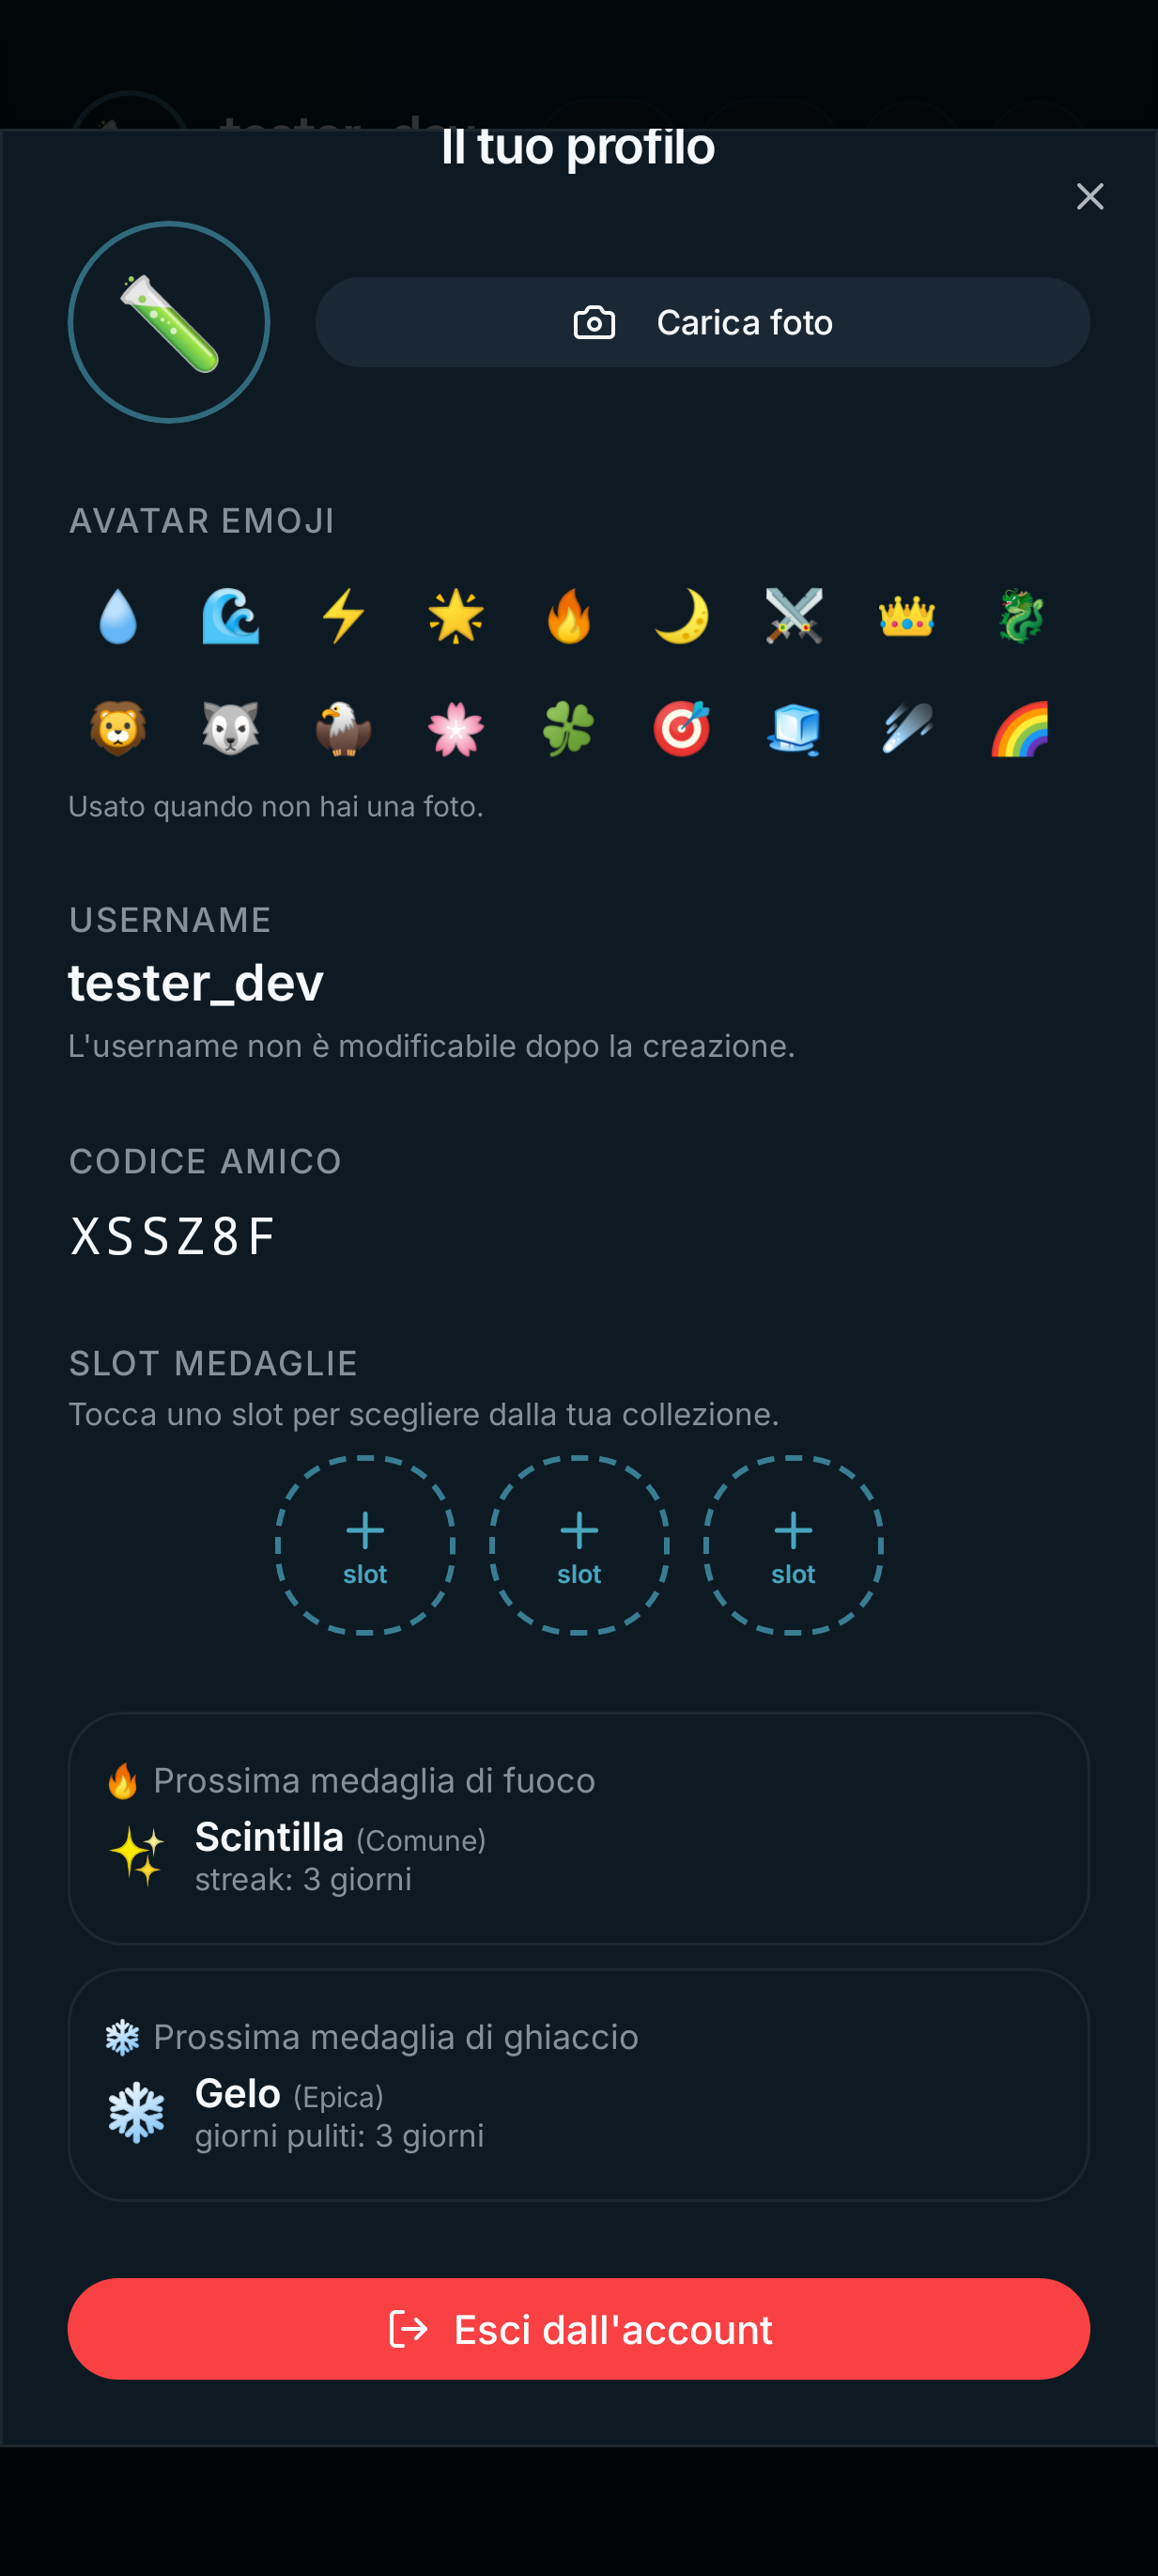 tester_dev
Il tuo profilo
Carica foto
AVATAR EMOJI
Usato quando non hai una foto.
USERNAME
tester_dev
L'username non è modificabile dopo la creazione.
CODICE AMICO
XSSZ8F
SLOT MEDAGLIE
Tocca uno slot per scegliere dalla tua collezione.
slot slot slot
Prossima medaglia di fuoco
Scintilla (Comune)
streak: 3 giorni
Prossima medaglia di ghiaccio
Gelo (Epica)
giorni puliti: 3 giorni
Esci dall'account